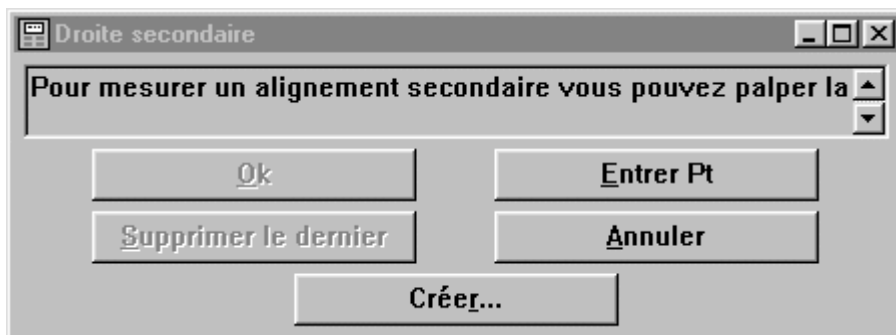 Droite secondaire
Pour mesurer un alignement secondaire vous pouvez palper la
Ok
Entrer Pt
Supprimer le dernier
Annuler
Créer...